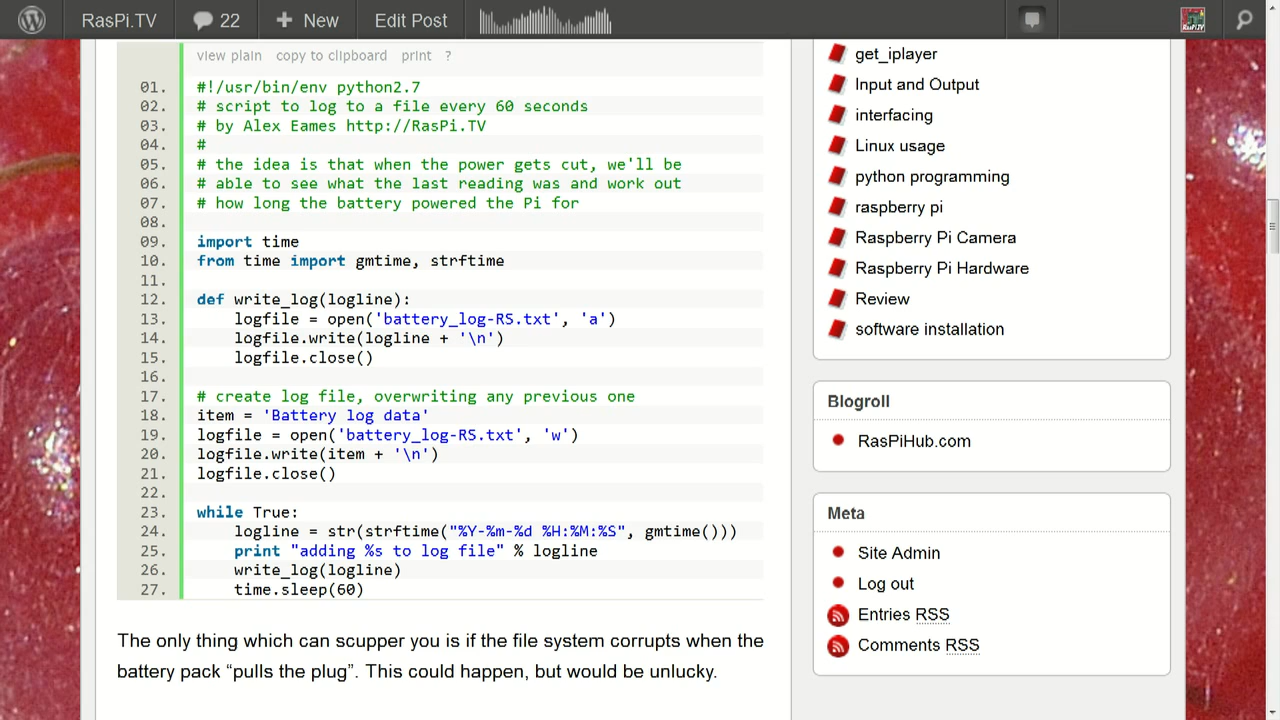 RasPi.TV 22 New Edit Post
view plain copy to clipboard print ?
01. #!/usr/bin/env python2.7
02. # script to log to a file every 60 seconds
03. # by Alex Eames http://RasPi.TV
04. #
05. # the idea is that when the power gets cut, we'll be
06. # able to see what the last reading was and work out
07. # how long the battery powered the Pi for
08.
09. import time
10. from time import gmtime, strftime
11.
12. def write_log(logline):
13. logfile = open('battery_log-RS.txt', 'a')
14. logfile.write(logline + '\n')
15. logfile.close()
16.
17. # create log file, overwriting any previous one
18. item = 'Battery log data'
19. logfile = open('battery_log-RS.txt', 'w')
20. logfile.write(item + '\n')
21. logfile.close()
22.
23. while True:
24. logline = str(strftime("%Y-%m-%d %H:%M:%S", gmtime()))
25. print "adding %s to log file" % logline
26. write_log(logline)
27. time.sleep(60)
The only thing which can scupper you is if the file system corrupts when the
battery pack “pulls the plug”. This could happen, but would be unlucky.
get_iplayer
Input and Output
interfacing
Linux usage
python programming
raspberry pi
Raspberry Pi Camera
Raspberry Pi Hardware
Review
software installation
Blogroll
RasPiHub.com
Meta
Site Admin
Log out
Entries RSS
Comments RSS